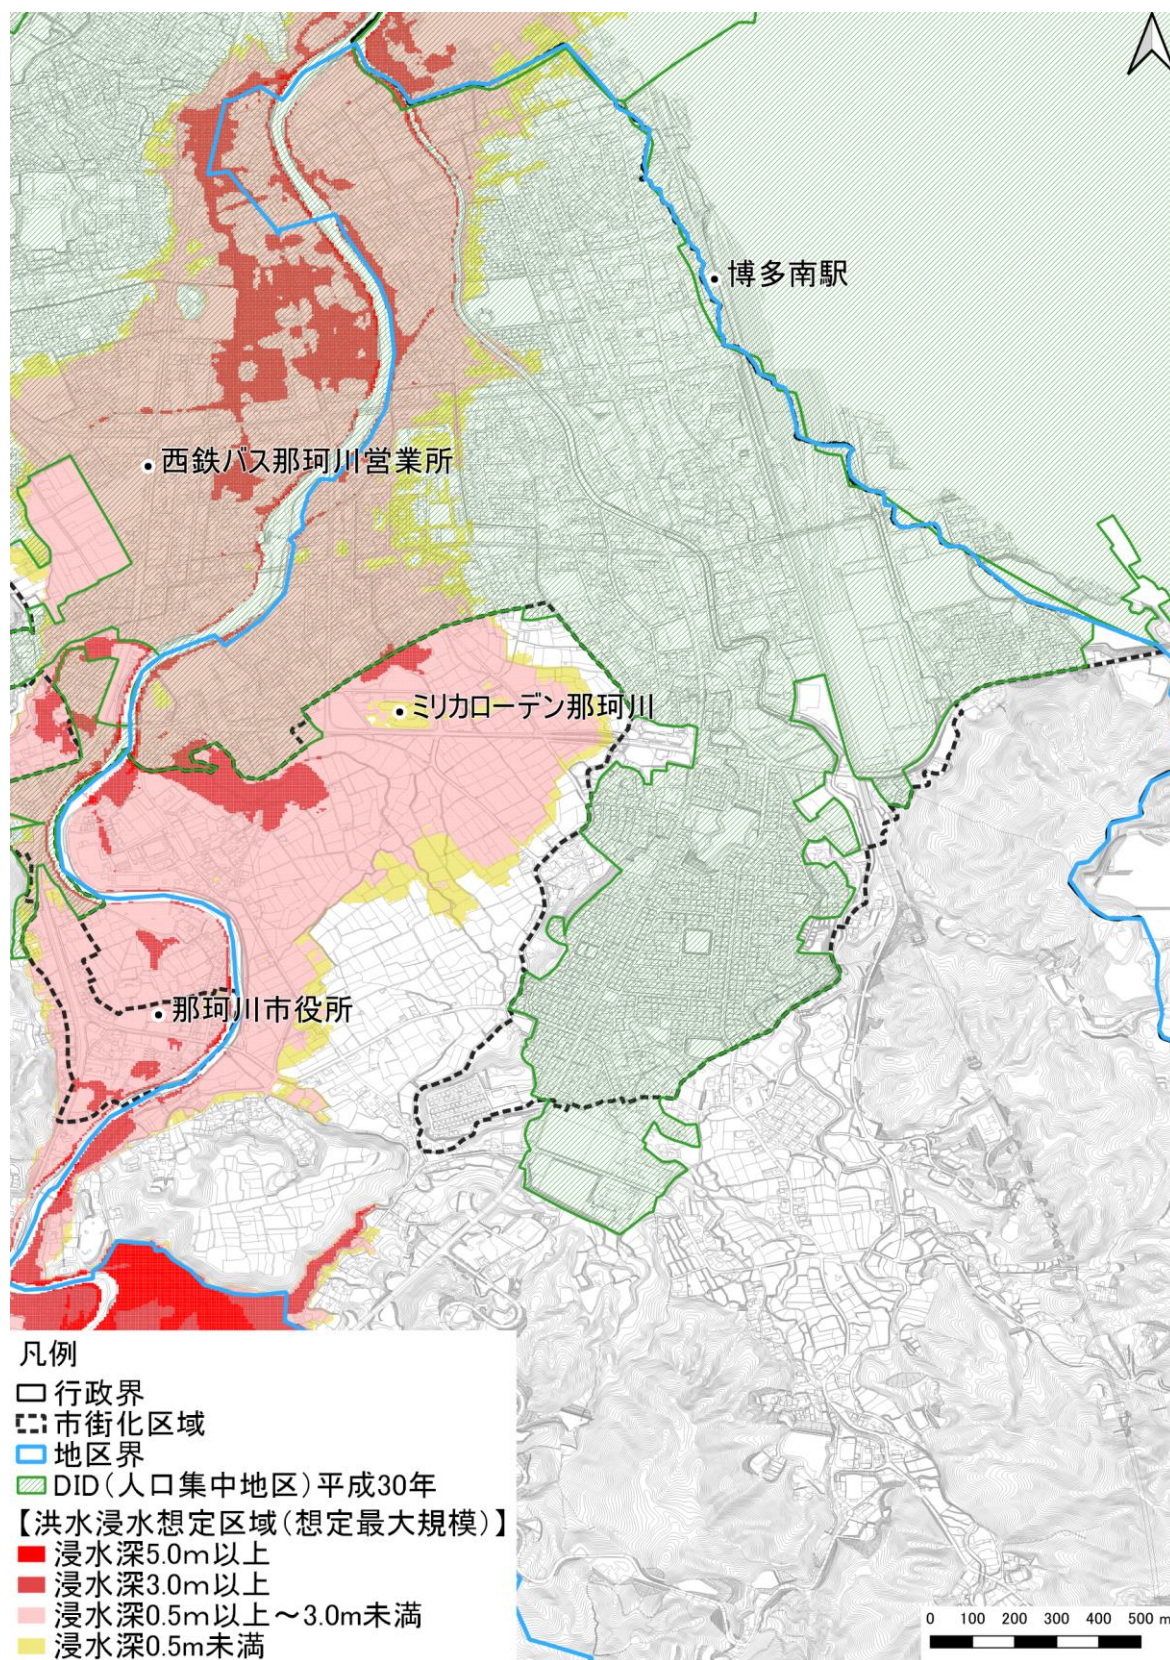 博多南駅
西鉄バス那珂川営業所
ミリカローデン那珂川
那珂川市役所
凡例
行政界
市街化区域
地区界
DID(人口集中地区)平成30年
【洪水浸水想定区域(想定最大規模)】
浸水深5.0m以上
浸水深3.0m以上
浸水深0.5m以上~3.0m未満
浸水深0.5m未満
0 100 200 300 400 500 m